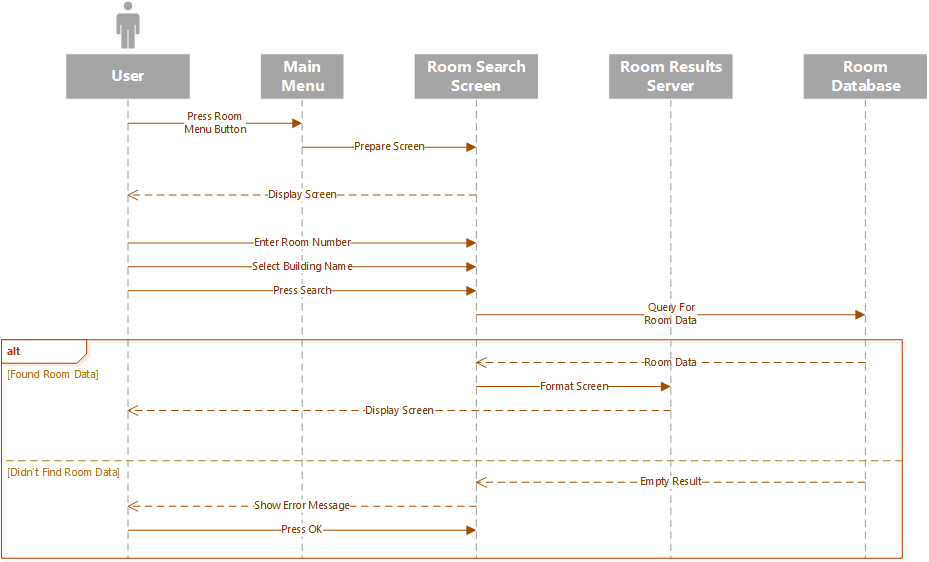 User
Main
Menu
Room Search
Screen
Room Results
Server
Room
Database
Press Room
Menu Button
Prepare Screen
Display Screen
Enter Room Number
Select Building Name
Press Search
Query For
Room Data
alt
[Found Room Data]
Room Data
Format Screen
Display Screen
[Didn't Find Room Data]
Empty Result
Show Error Message
Press OK